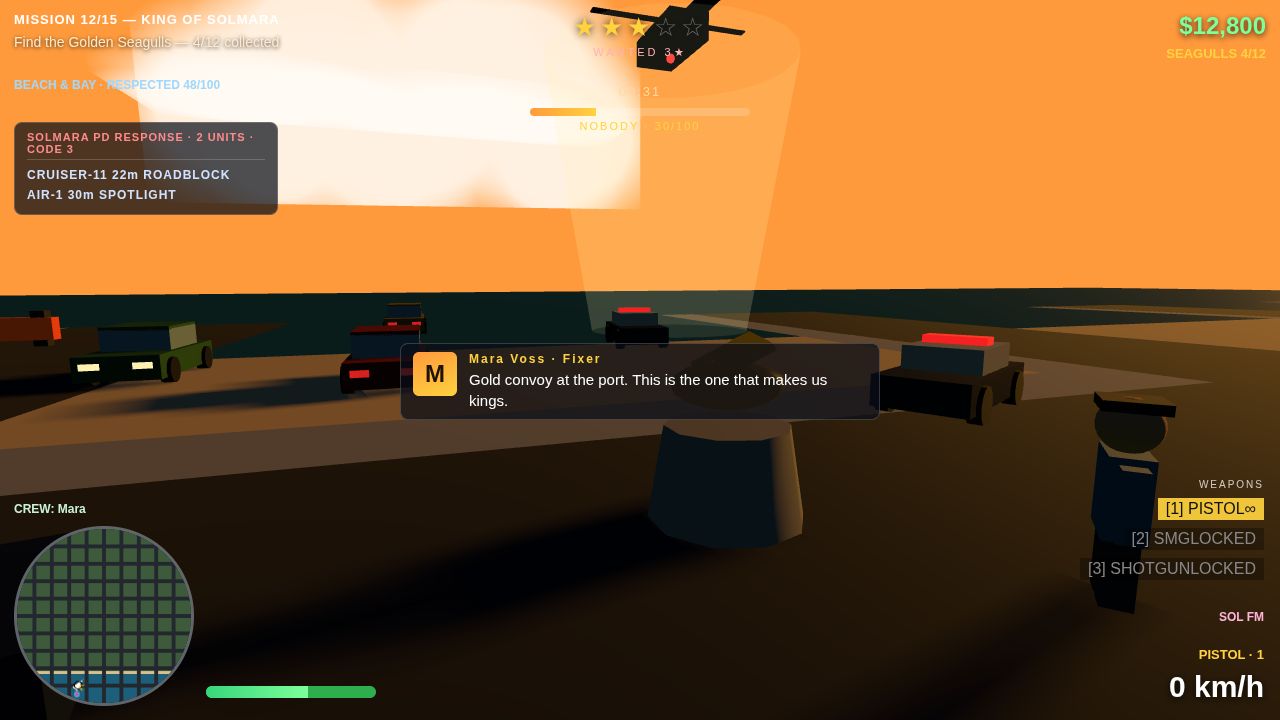 MISSION 12/15 — KING OF SOLMARA
Find the Golden Seagulls — 4/12 collected
BEACH & BAY · RESPECTED 48/100
SOLMARA PD RESPONSE · 2 UNITS ·
CODE 3
CRUISER-11 22m ROADBLOCK
AIR-1 30m SPOTLIGHT
★★★☆☆
WANTED 3★
:31
NOBODY · 30/100
$12,800
SEAGULLS 4/12
M
Mara Voss · Fixer
Gold convoy at the port. This is the one that makes us
kings.
CREW: Mara
WEAPONS
[1] PISTOL∞
[2] SMGLOCKED
[3] SHOTGUNLOCKED
SOL FM
PISTOL · 1
0 km/h